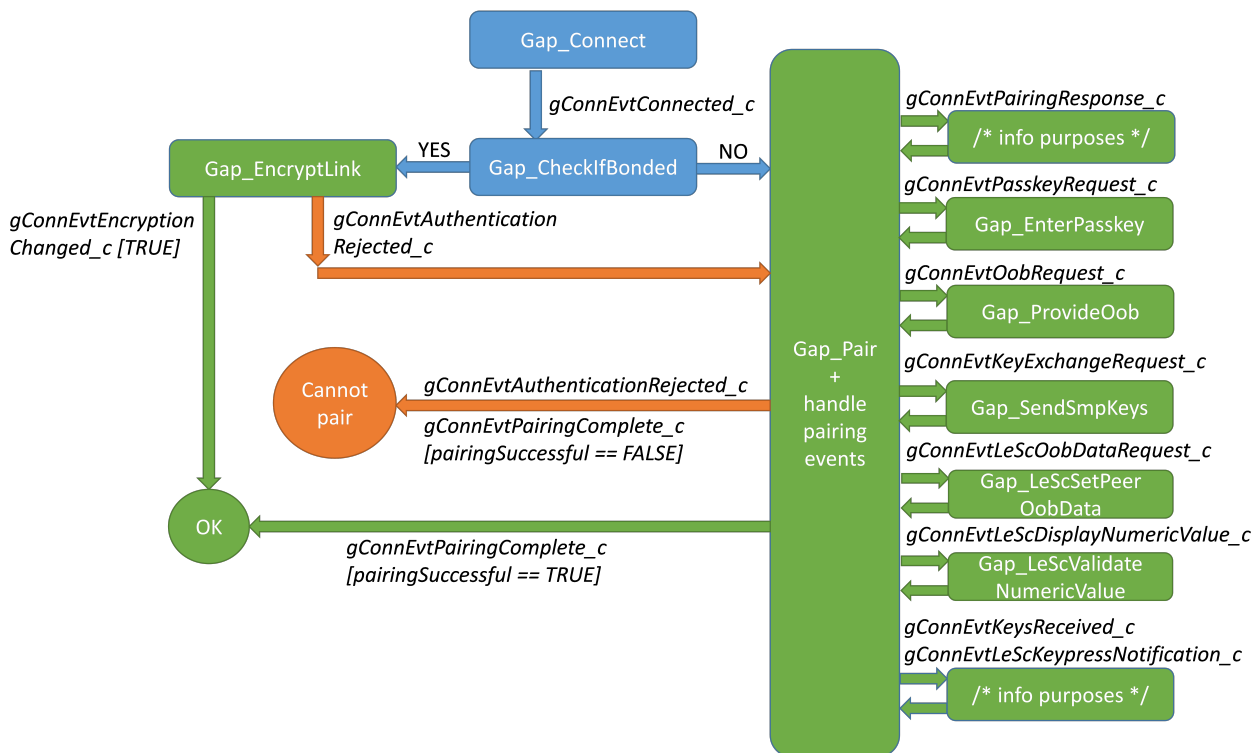 Gap_Connect
gConnEvtConnected_c
YES
Gap_CheckIfBonded
NO
Gap_EncryptLink
gConnEvtEncryption
Changed_c [TRUE]
gConnEvtAuthentication
Rejected_c
Cannot
pair
gConnEvtAuthenticationRejected_c
gConnEvtPairingComplete_c
[pairingSuccessful == FALSE]
OK
gConnEvtPairingComplete_c
[pairingSuccessful == TRUE]
Gap_Pair
+
handle
pairing
events
gConnEvtPairingResponse_c
/* info purposes */
gConnEvtPasskeyRequest_c
Gap_EnterPasskey
gConnEvtOobRequest_c
Gap_ProvideOob
gConnEvtKeyExchangeRequest_c
Gap_SendSmpKeys
gConnEvtLeScOobDataRequest_c
Gap_LeScSetPeer
OobData
gConnEvtLeScDisplayNumericValue_c
Gap_LeScValidate
NumericValue
gConnEvtKeysReceived_c
gConnEvtLeScKeypressNotification_c
/* info purposes */